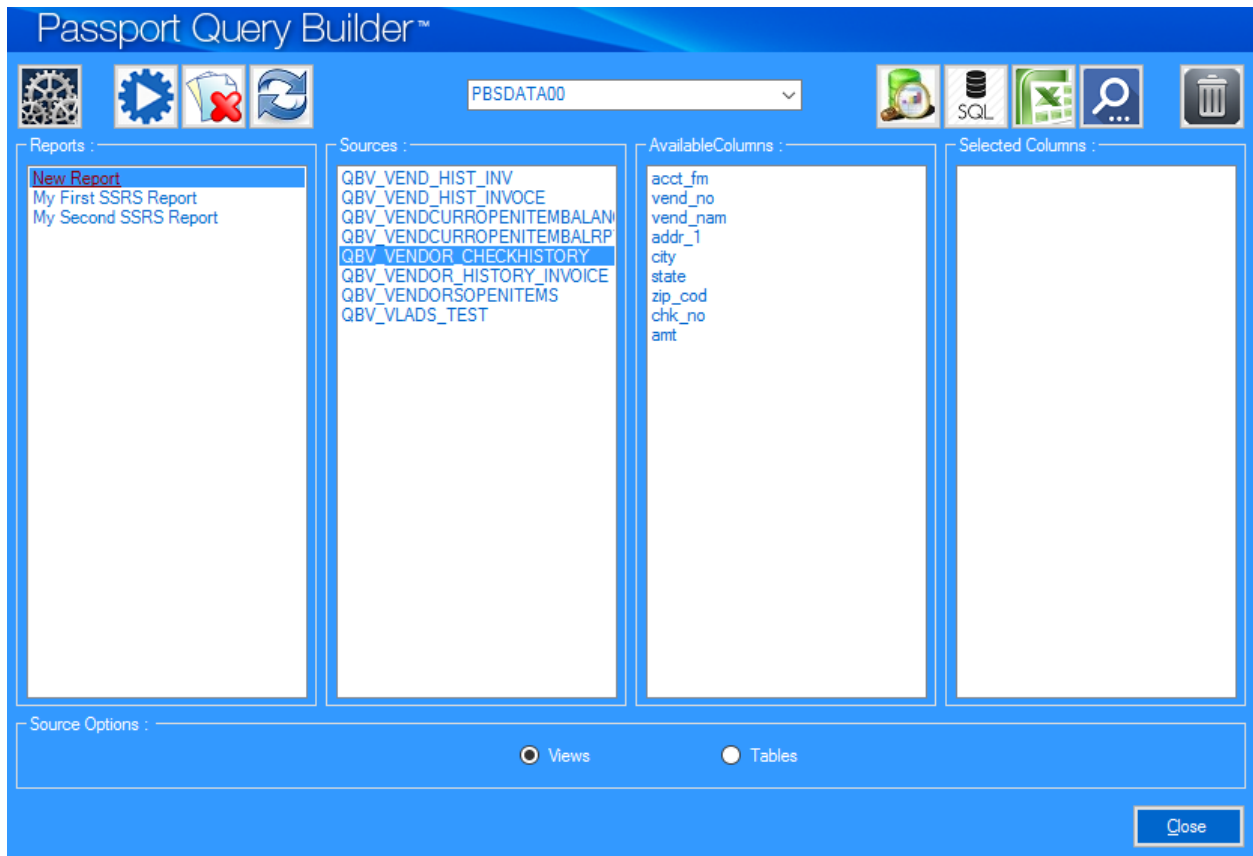 Passport Query Builder™
PBSDATA00
SQL
Reports :
New Report
My First SSRS Report
My Second SSRS Report
Sources :
QBV_VEND_HIST_INV
QBV_VEND_HIST_INVOCE
QBV_VENDCURROPENITEMBALAN
QBV_VENDCURROPENITEMBALRP
QBV_VENDOR_CHECKHISTORY
QBV_VENDOR_HISTORY_INVOICE
QBV_VENDORSOPENITEMS
QBV_VLADS_TEST
AvailableColumns :
acct_fm
vend_no
vend_nam
addr_1
city
state
zip_cod
chk_no
amt
Selected Columns :
Source Options :
Views
Tables
Close